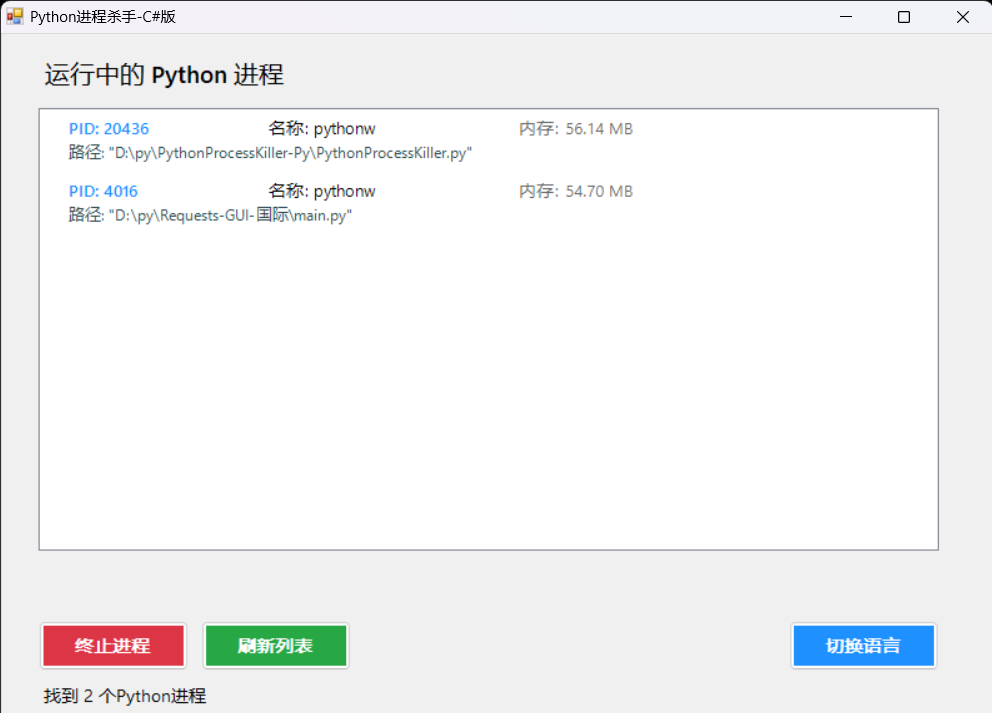 Python进程杀手-C#版
运行中的 Python 进程
PID: 20436 名称: pythonw 内存: 56.14 MB
路径: "D:\py\PythonProcessKiller-Py\PythonProcessKiller.py"
PID: 4016 名称: pythonw 内存: 54.70 MB
路径: "D:\py\Requests-GUI-国际\main.py"
终止进程 刷新列表 切换语言
找到 2 个Python进程